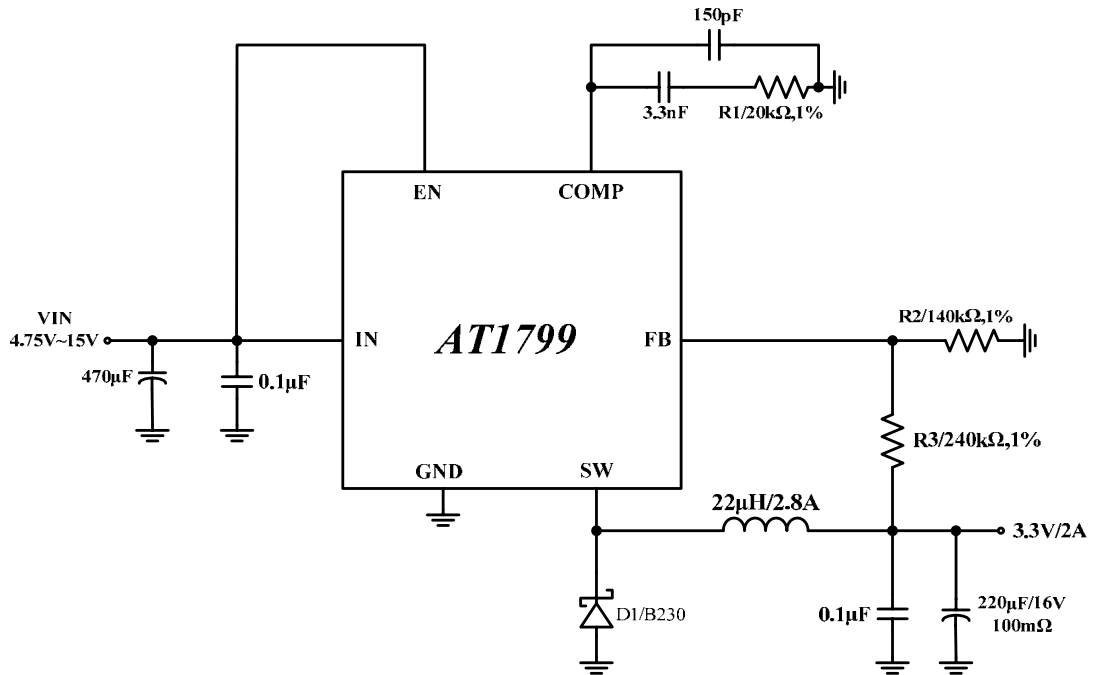 150pF
3.3nF
R1/20kΩ,1%
EN
COMP
VIN
4.75V~15V
IN
AT1799
FB
R2/140kΩ,1%
470μF
0.1μF
R3/240kΩ,1%
GND
SW
22μH/2.8A
3.3V/2A
D1/B230
0.1μF
220μF/16V
100mΩ